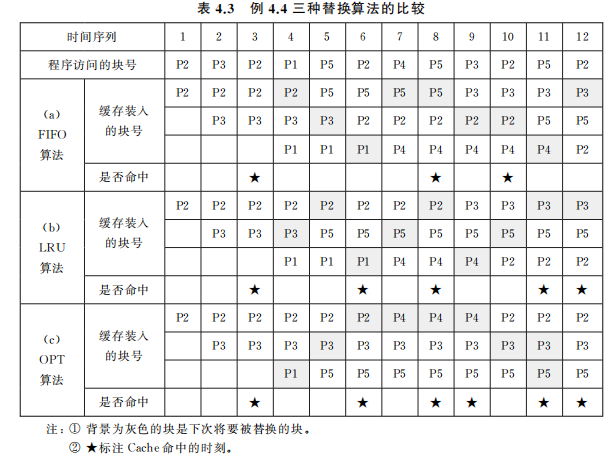 表 4.3 例 4.4 三种替换算法的比较
时间序列 1 2 3 4 5 6 7 8 9 10 11 12
程序访问的块号 P2 P3 P2 P1 P5 P2 P4 P5 P3 P2 P5 P2
(a) FIFO 算法 缓存装入的块号 P2 P2 P2 P2 P5 P5 P5 P5 P3 P3 P3 P3
P3 P3 P3 P3 P2 P2 P2 P2 P2 P5 P5
P1 P1 P1 P4 P4 P4 P4 P4 P2
是否命中 ★ ★ ★
(b) LRU 算法 缓存装入的块号 P2 P2 P2 P2 P2 P2 P2 P2 P3 P3 P3 P3
P3 P3 P3 P5 P5 P5 P5 P5 P5 P5 P5
P1 P1 P1 P4 P4 P4 P2 P2 P2
是否命中 ★ ★ ★ ★ ★
(c) OPT 算法 缓存装入的块号 P2 P2 P2 P2 P2 P2 P4 P4 P4 P2 P2 P2
P3 P3 P3 P3 P3 P3 P3 P3 P3 P3 P3
P1 P5 P5 P5 P5 P5 P5 P5 P5
是否命中 ★ ★ ★ ★ ★ ★
注：① 背景为灰色的块是下次将要被替换的块。
② ★标注 Cache 命中的时刻。